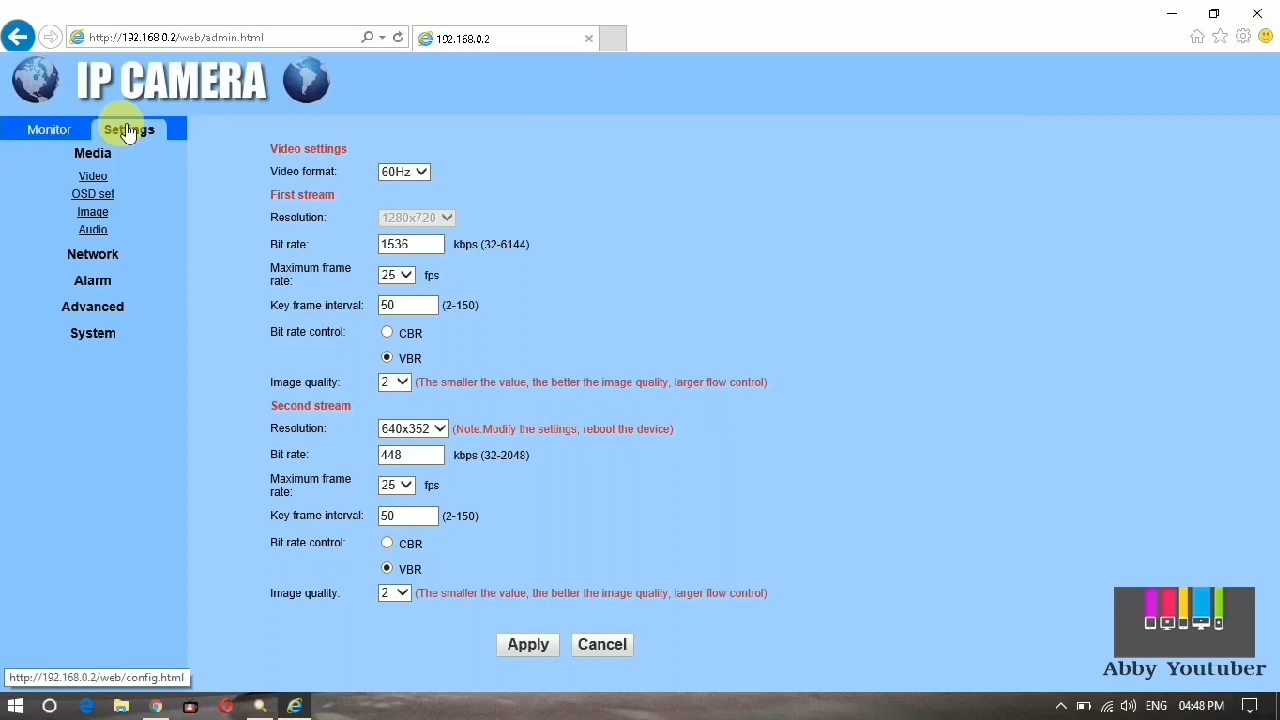 http://192.168.0.2/web/admin.html
192.168.0.2
IP CAMERA
Monitor
Settings
Media
Video
OSD set
Image
Audio
Network
Alarm
Advanced
System
Video settings
Video format: 60Hz
First stream
Resolution: 1280x720
Bit rate: 1536 kbps (32-6144)
Maximum frame
rate: 25 fps
Key frame interval: 50 (2-150)
Bit rate control: CBR
VBR
Image quality: 2 (The smaller the value, the better the image quality, larger flow control)
Second stream
Resolution: 640x352 (Note:Modify the settings, reboot the device)
Bit rate: 448 kbps (32-2048)
Maximum frame
rate: 25 fps
Key frame interval: 50 (2-150)
Bit rate control: CBR
VBR
Image quality: 2 (The smaller the value, the better the image quality, larger flow control)
Apply Cancel
Abby Youtuber
http://192.168.0.2/web/config.html
ENG 04:48 PM